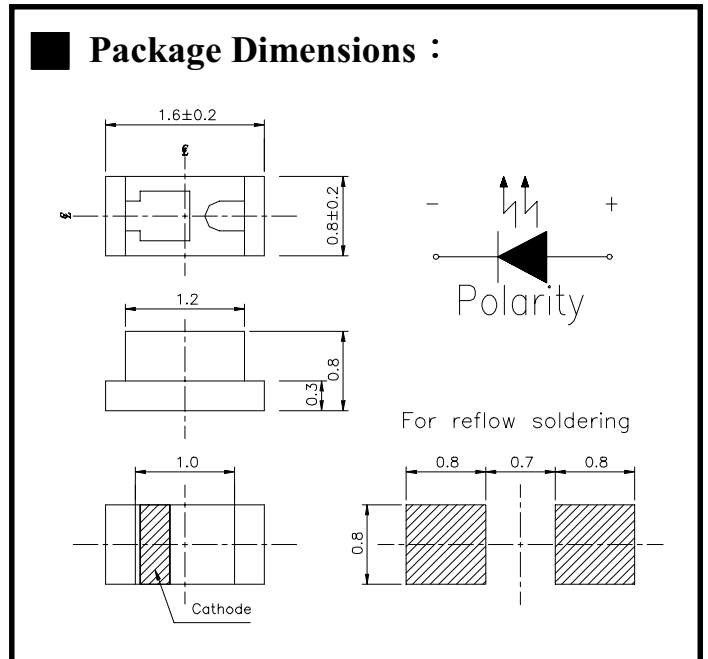 Package Dimensions：
1.6±0.2
℄
℄
0.8±0.2
- +
Polarity
1.2
0.8
0.3
For reflow soldering
1.0
0.8 0.7 0.8
0.8
Cathode